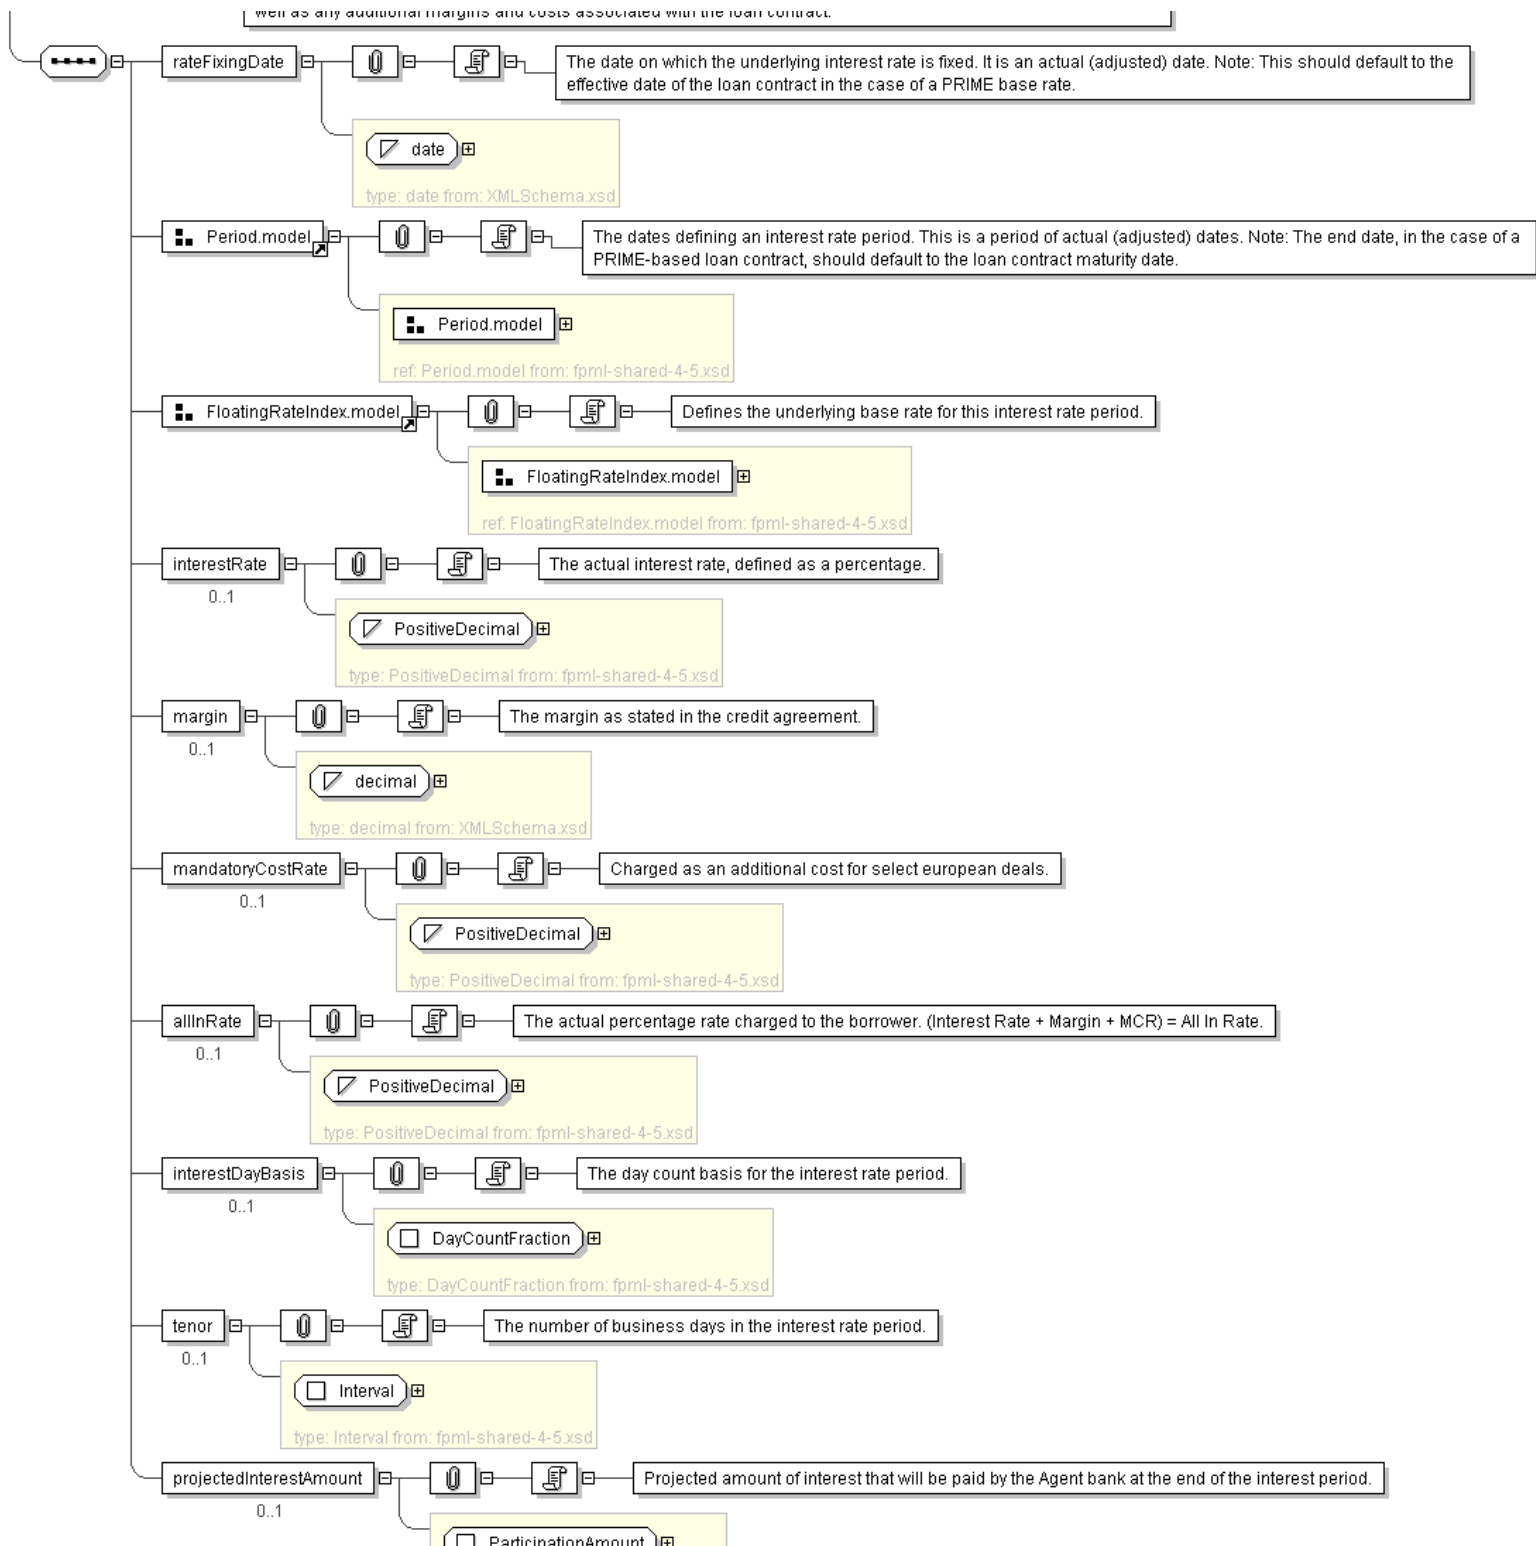 well as any additional margins and costs associated with the loan contract.
rateFixingDate
The date on which the underlying interest rate is fixed. It is an actual (adjusted) date. Note: This should default to the
effective date of the loan contract in the case of a PRIME base rate.
date
type: date from: XMLSchema.xsd
Period.model
The dates defining an interest rate period. This is a period of actual (adjusted) dates. Note: The end date, in the case of a
PRIME-based loan contract, should default to the loan contract maturity date.
Period.model
ref: Period.model from: fpml-shared-4-5.xsd
FloatingRateIndex.model
Defines the underlying base rate for this interest rate period.
FloatingRateIndex.model
ref: FloatingRateIndex.model from: fpml-shared-4-5.xsd
interestRate
The actual interest rate, defined as a percentage.
0..1
PositiveDecimal
type: PositiveDecimal from: fpml-shared-4-5.xsd
margin
The margin as stated in the credit agreement.
0..1
decimal
type: decimal from: XMLSchema.xsd
mandatoryCostRate
Charged as an additional cost for select european deals.
0..1
PositiveDecimal
type: PositiveDecimal from: fpml-shared-4-5.xsd
allInRate
The actual percentage rate charged to the borrower. (Interest Rate + Margin + MCR) = All In Rate.
0..1
PositiveDecimal
type: PositiveDecimal from: fpml-shared-4-5.xsd
interestDayBasis
The day count basis for the interest rate period.
0..1
DayCountFraction
type: DayCountFraction from: fpml-shared-4-5.xsd
tenor
The number of business days in the interest rate period.
0..1
Interval
type: Interval from: fpml-shared-4-5.xsd
projectedInterestAmount
Projected amount of interest that will be paid by the Agent bank at the end of the interest period.
0..1
ParticipationAmount